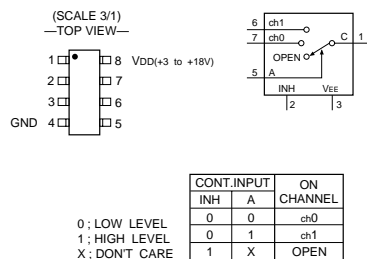 (SCALE 3/1)
—TOP VIEW—
1 8 VDD(+3 to +18V)
2 7
3 6
GND 4 5
6 ch1
7 ch0 C 1
OPEN
5 A
INH VEE
2 3
CONT.INPUT ON CHANNEL
INH A
0 0 ch0
0 1 ch1
1 X OPEN
0 ; LOW LEVEL
1 ; HIGH LEVEL
X ; DON'T CARE